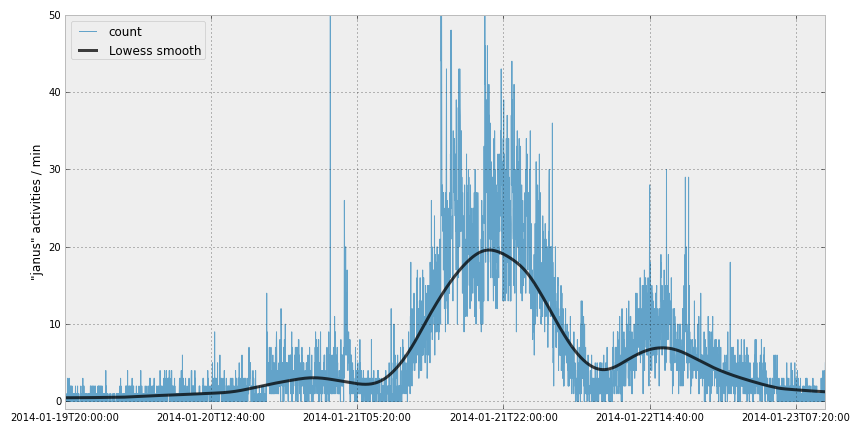 50
count
Lowess smooth
40
30
20
10
0
"janus" activities / min
2014-01-19T20:00:00
2014-01-20T12:40:00
2014-01-21T05:20:00
2014-01-21T22:00:00
2014-01-22T14:40:00
2014-01-23T07:20:00